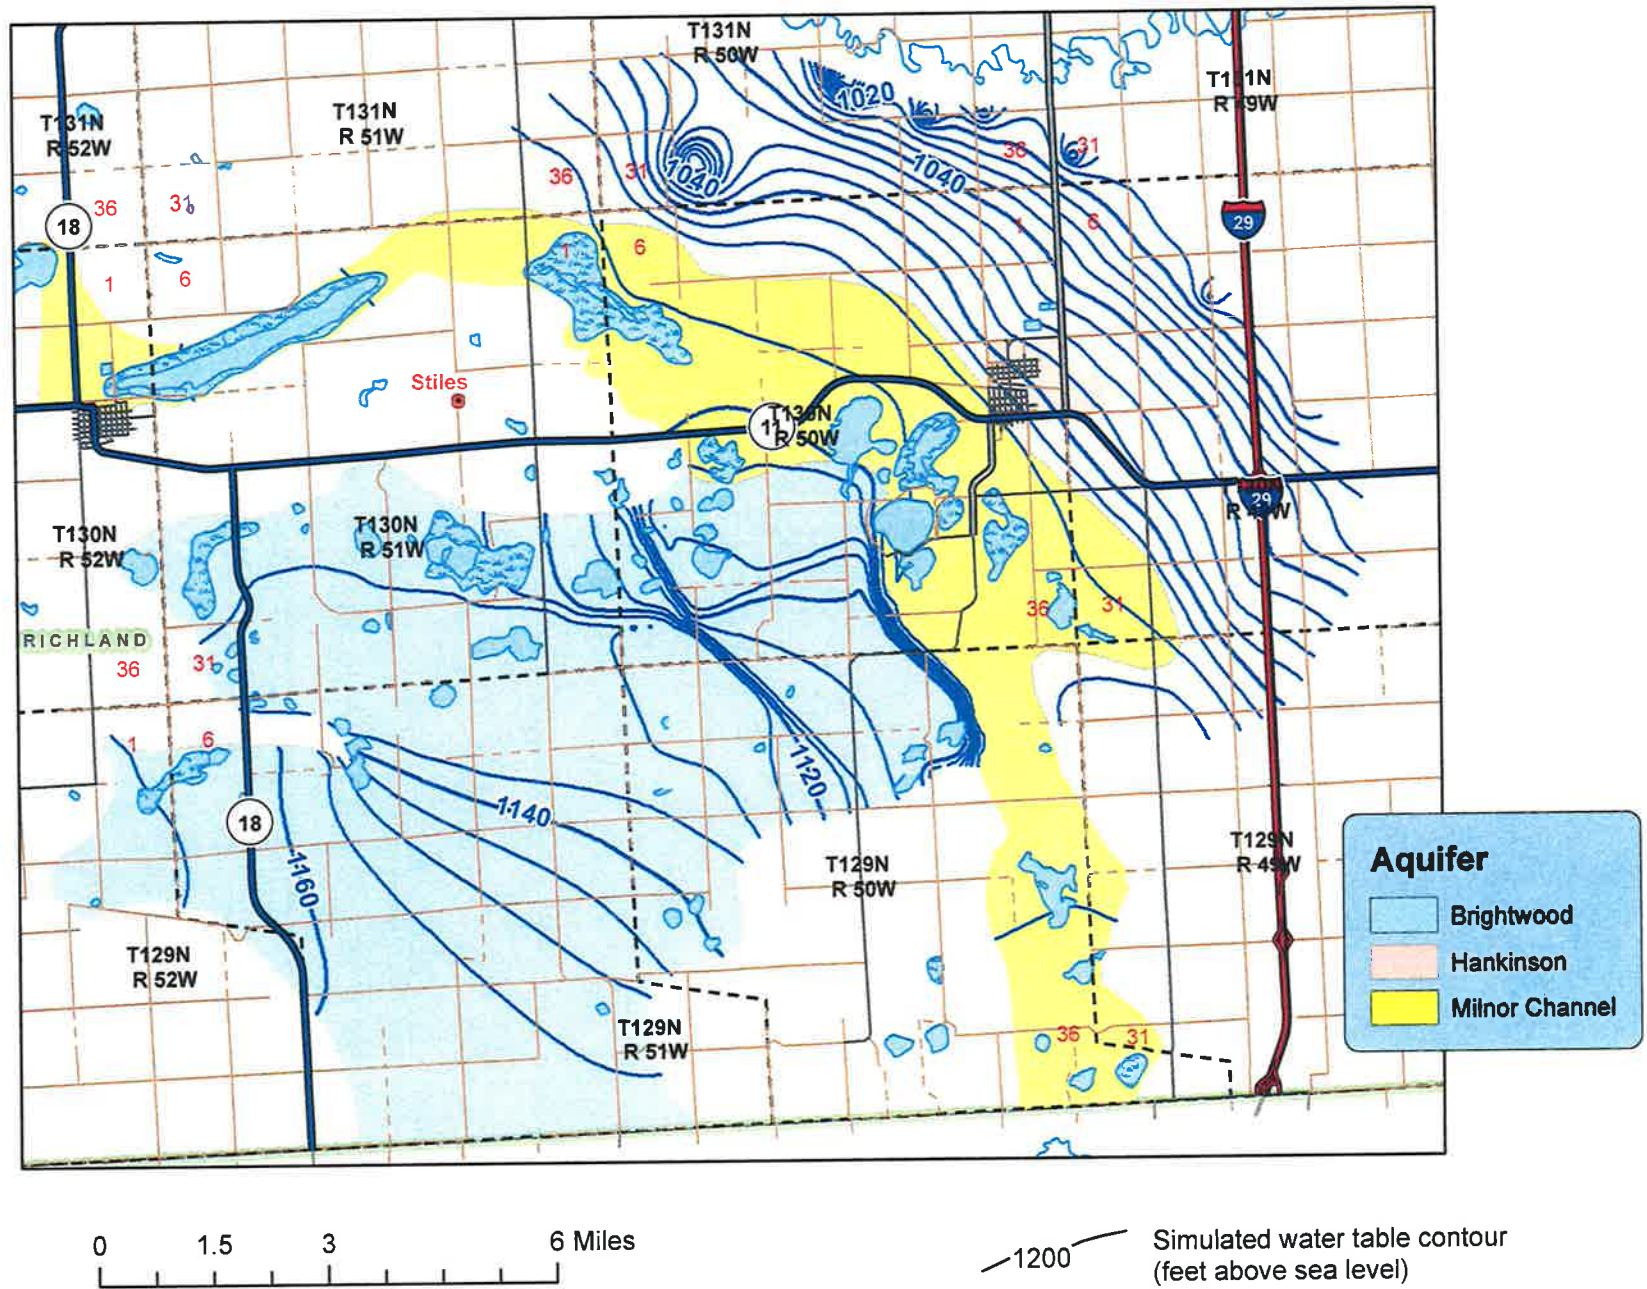 T131N
R 50W
T131N
R 49W
1020
T131N
R 51W
T131N
R 52W
36
31
1040
1040
36
31
36
31
18
29
1
6
1
6
1
6
1
6
Stiles
11
T130N
R 50W
29
T130N
R 51W
T130N
R 52W
36
31
RICHLAND
36
31
1
6
1120
1140
18
1160
T129N
R 50W
T129N
R 49W
T129N
R 52W
T129N
R 51W
36
31
Aquifer
Brightwood
Hankinson
Milnor Channel
0 1.5 3 6 Miles
1200
Simulated water table contour
(feet above sea level)